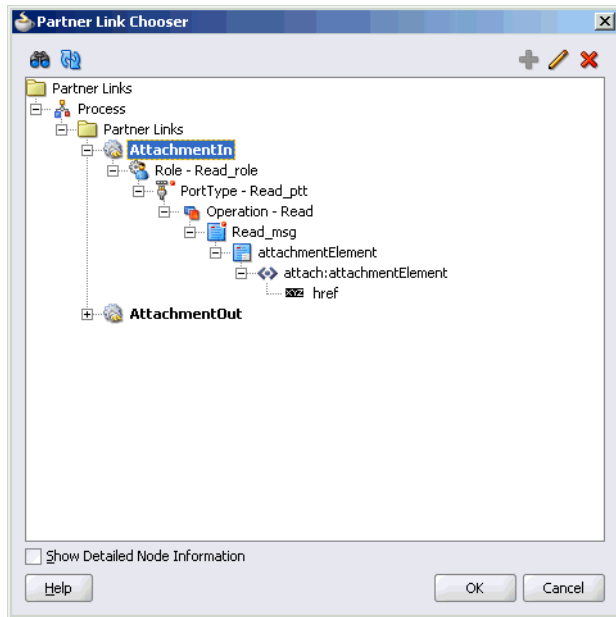 Partner Link Chooser
Partner Links
Process
Partner Links
AttachmentIn
Role - Read_role
PortType - Read_ptt
Operation - Read
Read_msg
attachmentElement
attach:attachmentElement
XYZ href
AttachmentOut
Show Detailed Node Information
Help OK Cancel